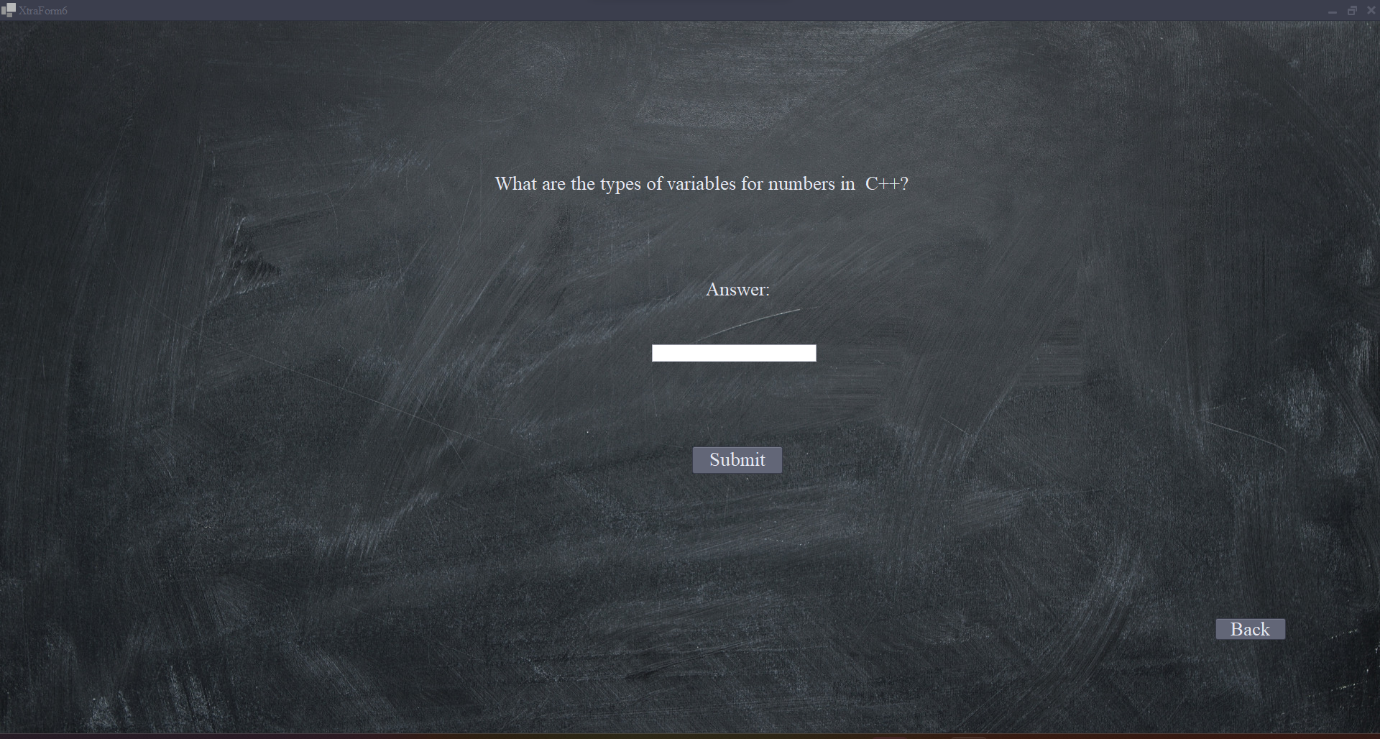 XtraForm6
What are the types of variables for numbers in  C++?
Answer:
Submit
Back